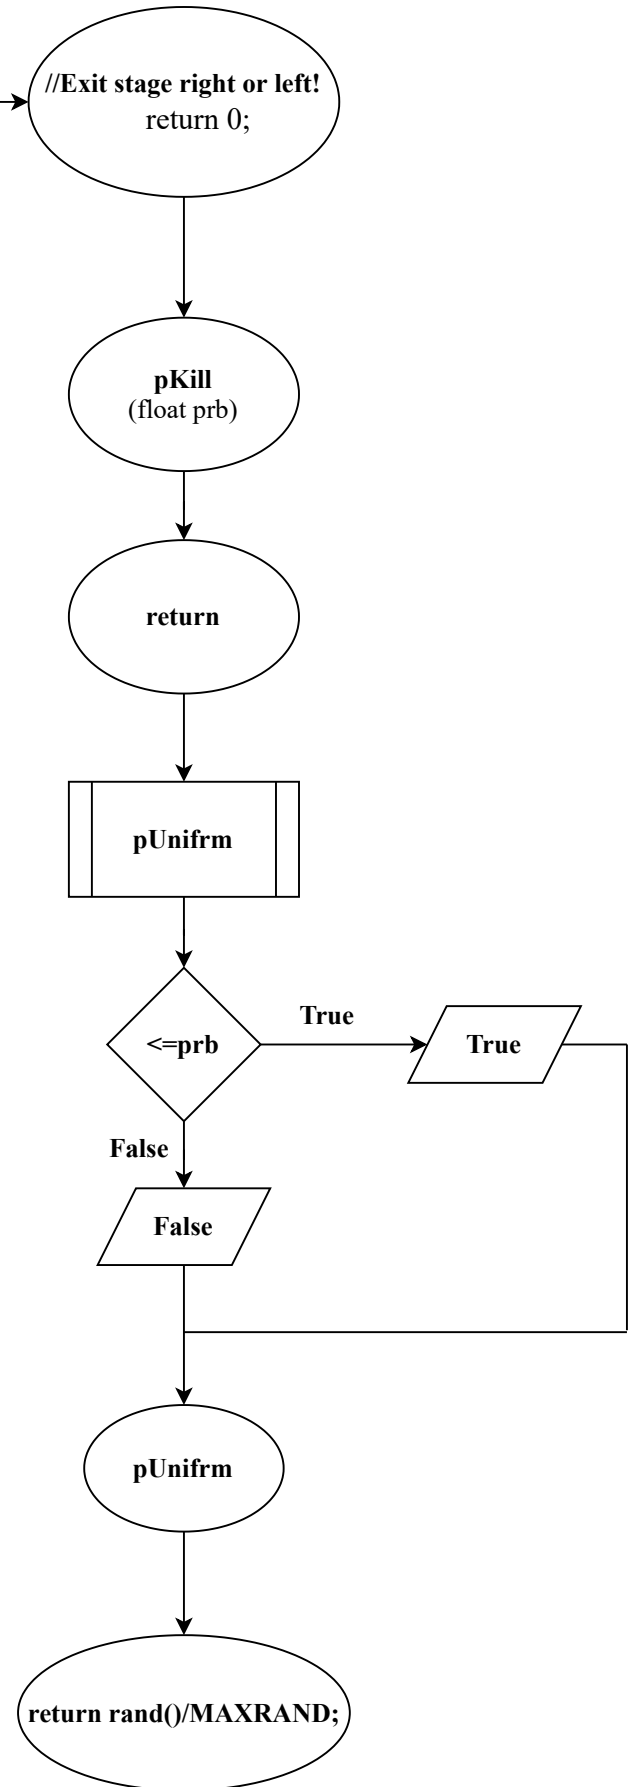 //Exit stage right or left!
return 0;
pKill
(float prb)
return
pUnifrm
<=prb
True
True
False
False
pUnifrm
return rand()/MAXRAND;